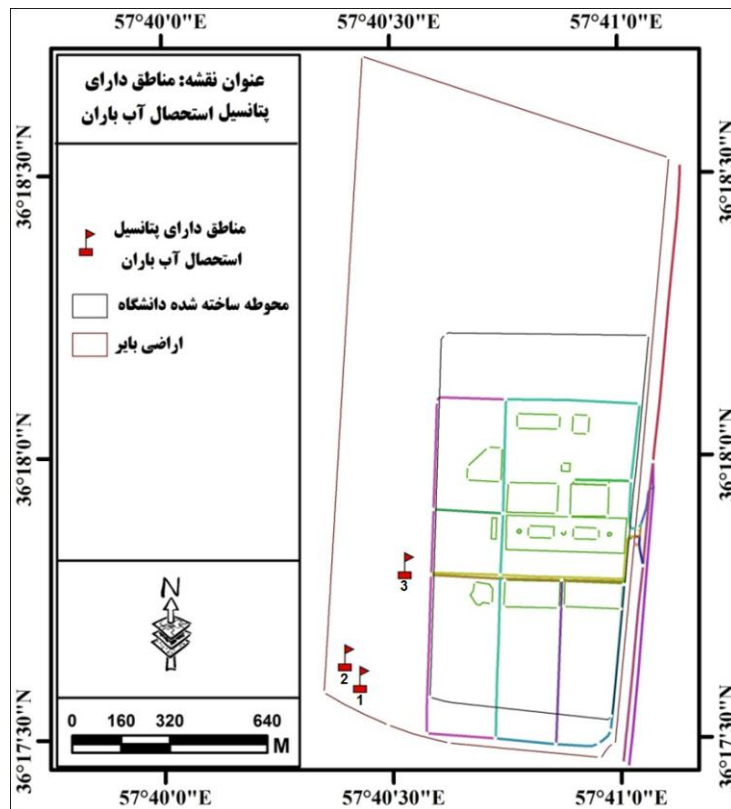 57°40'0"E 57°40'30"E 57°41'0"E
عنوان نقشه: مناطق دارای
پتانسیل استحصال آب باران
36°18'30"N 36°18'30"N
مناطق دارای پتانسیل
استحصال آب باران
محوطه ساخته شده دانشگاه
اراضی بایر
36°18'0"N 36°18'0"N
3
N
2
1
0 160 320 640
M
36°17'30"N 36°17'30"N
57°40'0"E 57°40'30"E 57°41'0"E